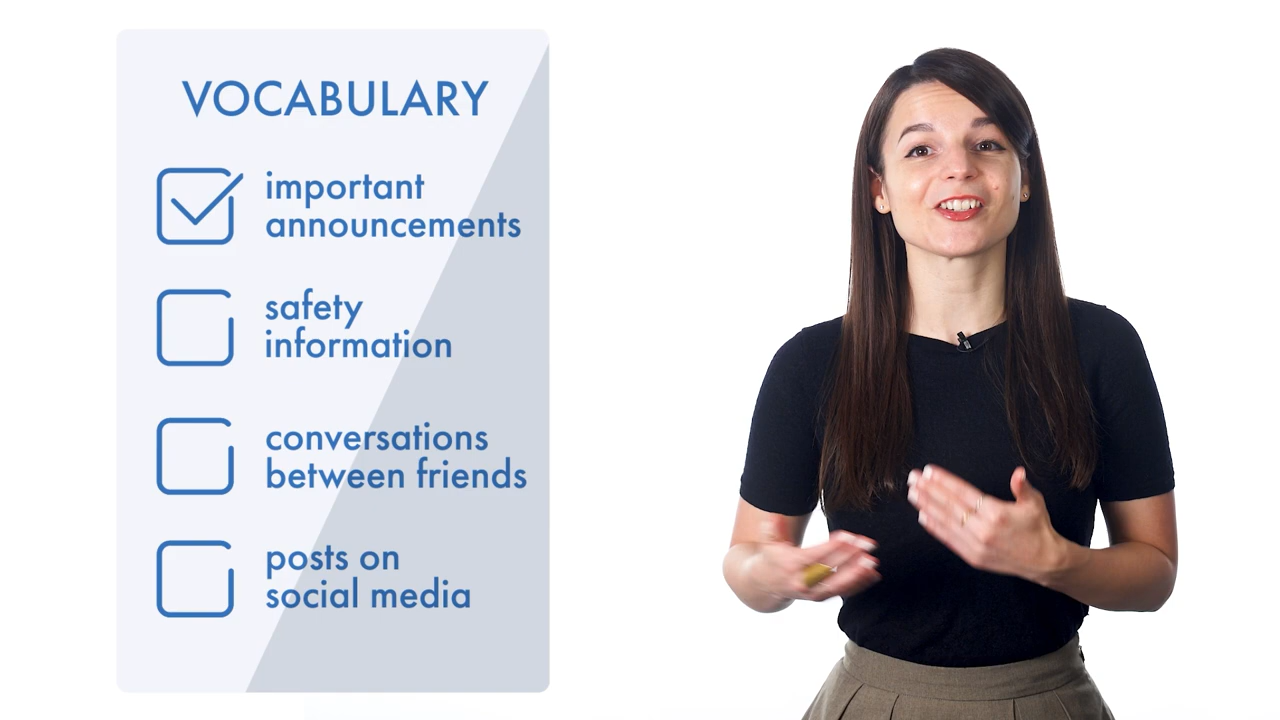 VOCABULARY
important
announcements
safety
information
conversations
between friends
posts on
social media